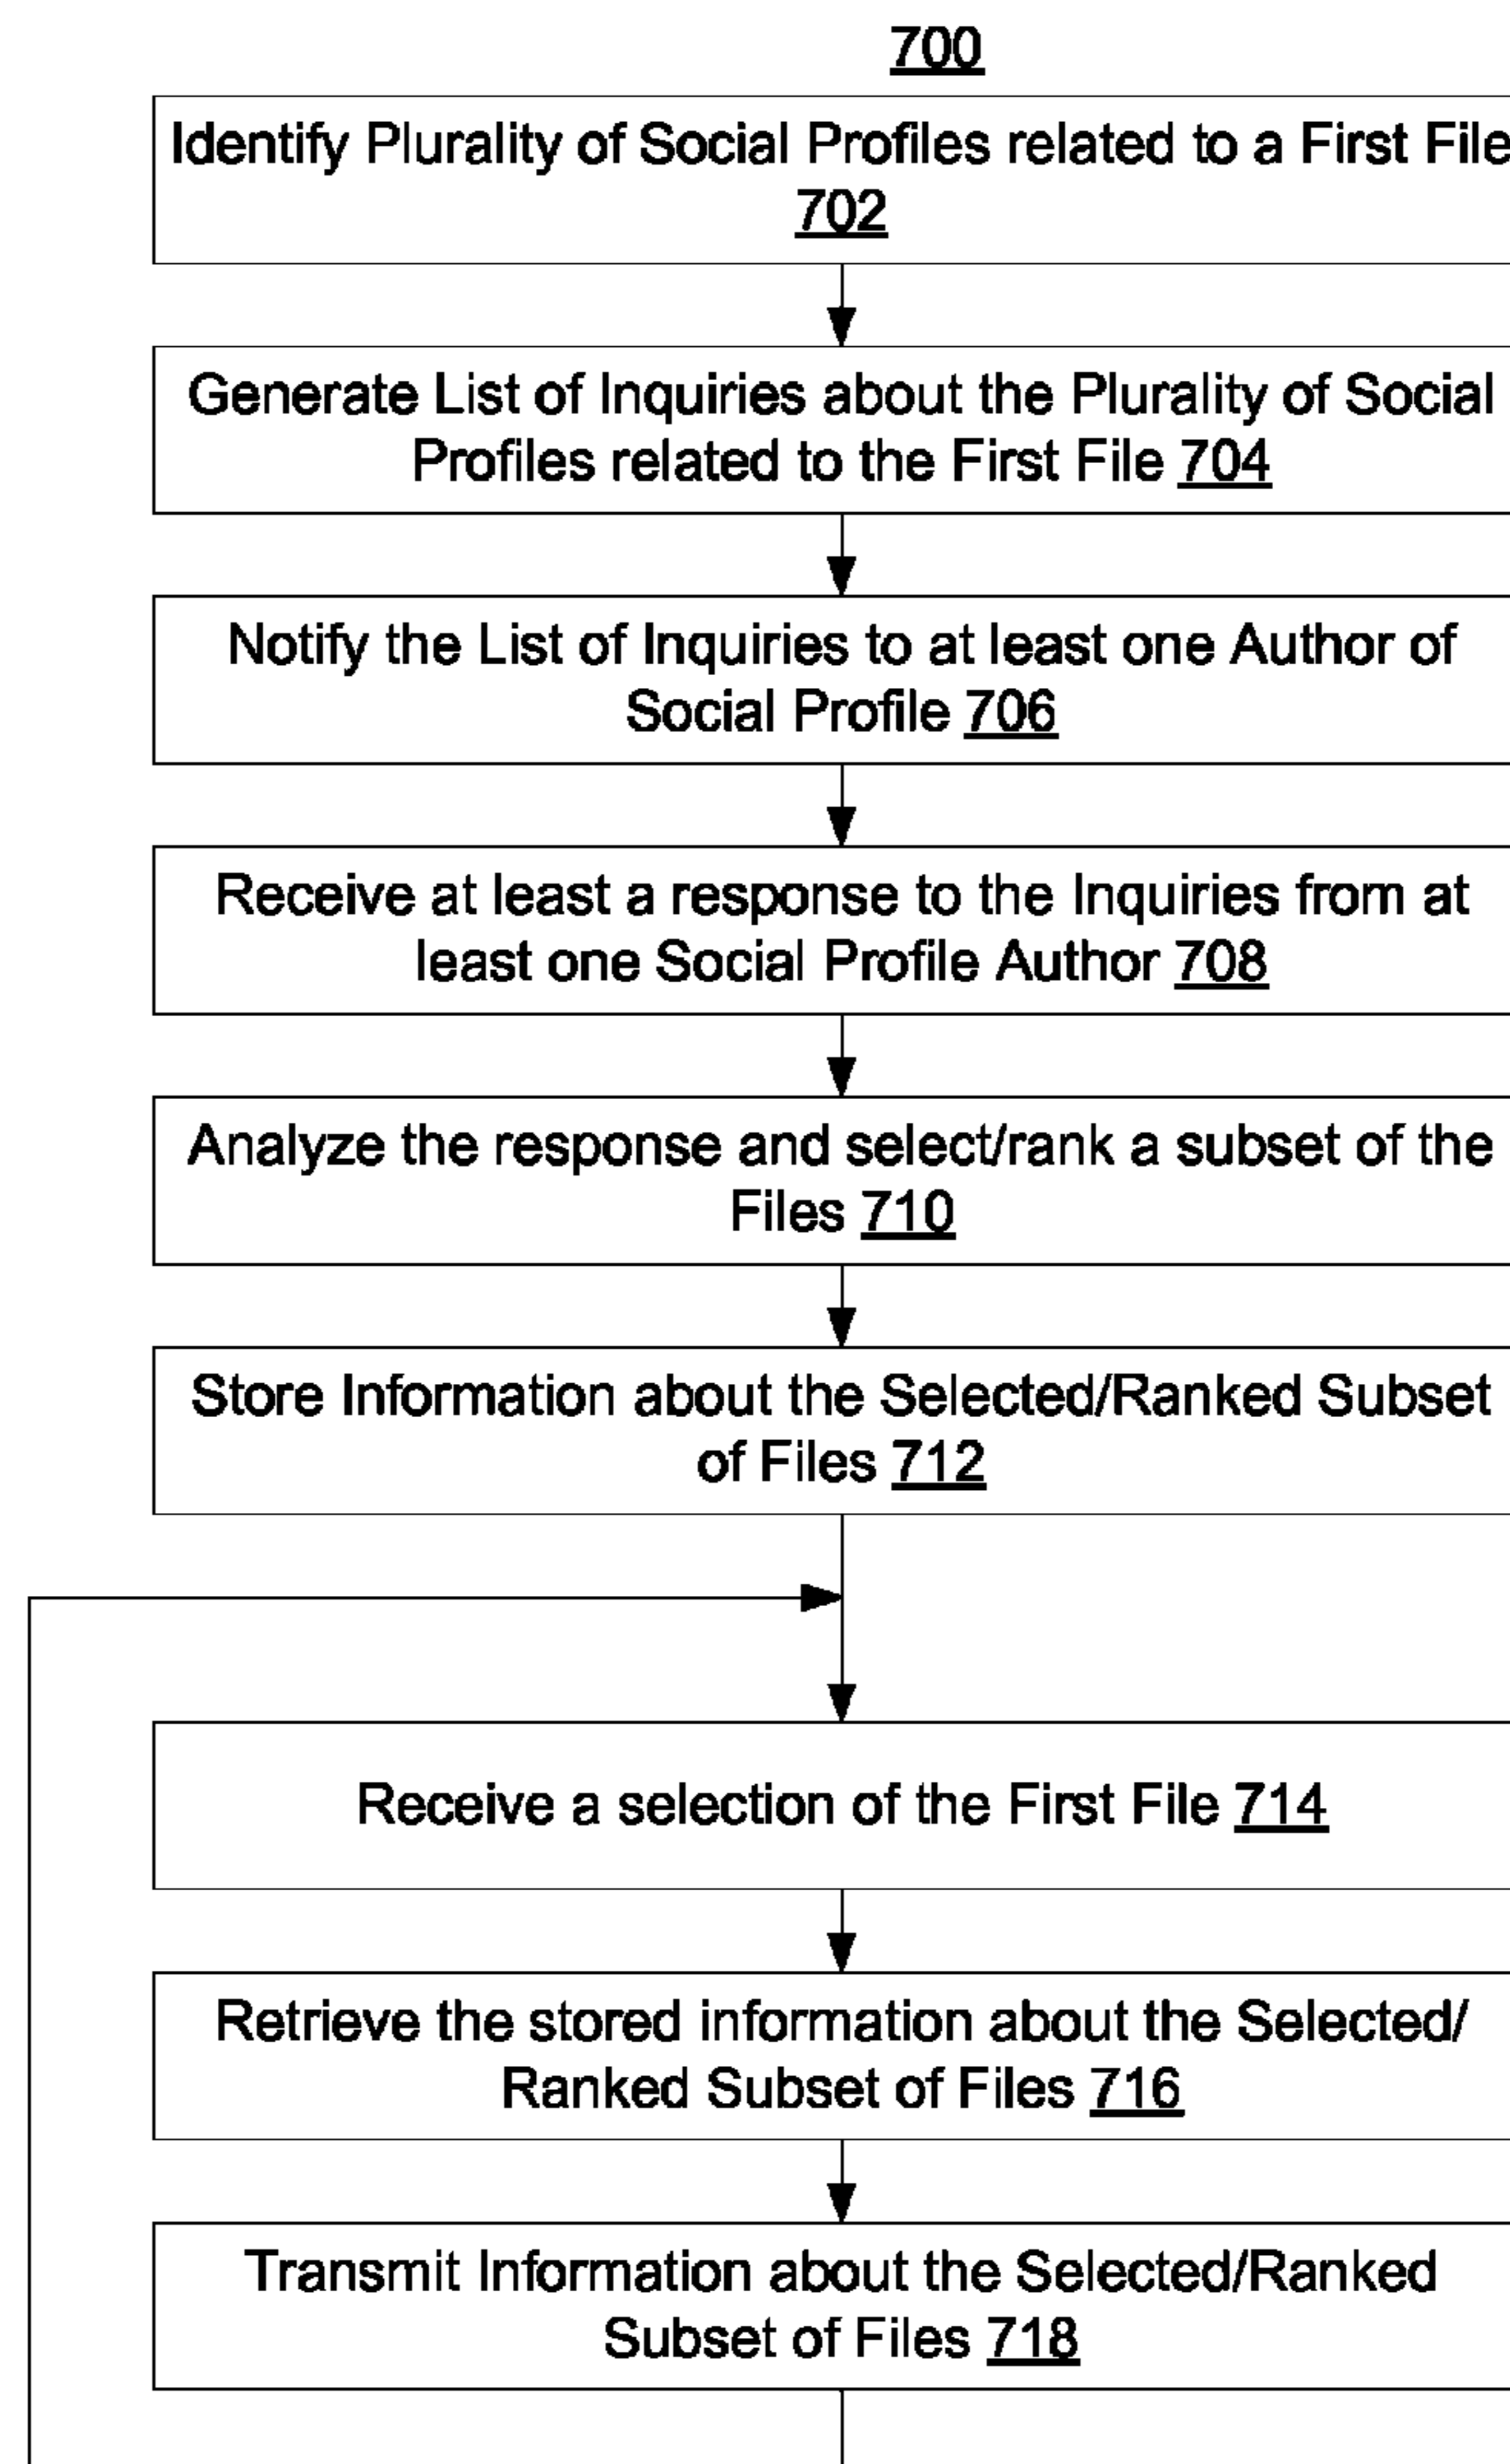 700
Identify Plurality of Social Profiles related to a First File
702
Generate List of Inquiries about the Plurality of Social
Profiles related to the First File 704
Notify the List of Inquiries to at least one Author of
Social Profile 706
Receive at least a response to the Inquiries from at
least one Social Profile Author 708
Analyze the response and select/rank a subset of the
Files 710
Store Information about the Selected/Ranked Subset
of Files 712
Receive a selection of the First File 714
Retrieve the stored information about the Selected/
Ranked Subset of Files 716
Transmit Information about the Selected/Ranked
Subset of Files 718